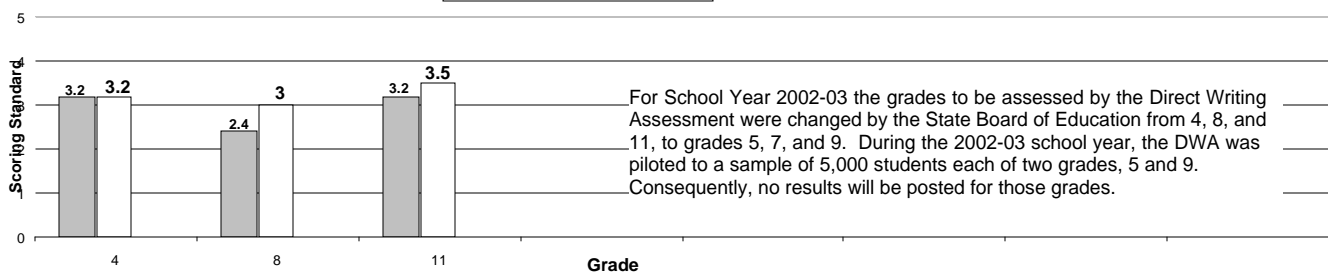 5
4
3.2 3.2 3 3.2 3.5
2.4
3
2
1
0
Scoring Standard
4 8 11
Grade
For School Year 2002-03 the grades to be assessed by the Direct Writing
Assessment were changed by the State Board of Education from 4, 8, and
11, to grades 5, 7, and 9. During the 2002-03 school year, the DWA was
piloted to a sample of 5,000 students each of two grades, 5 and 9.
Consequently, no results will be posted for those grades.